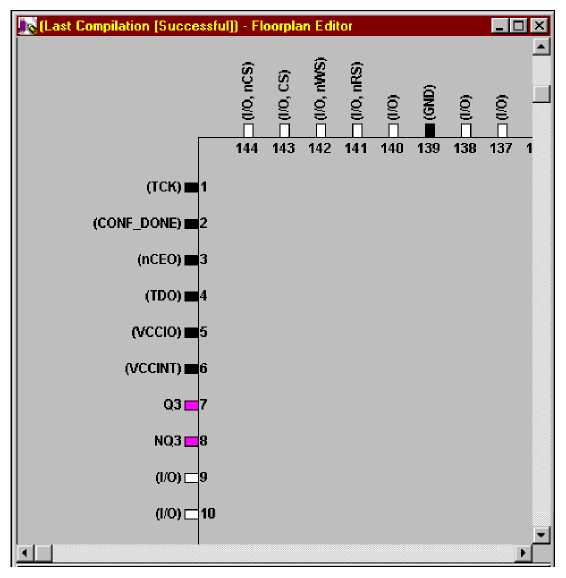 (Last Compilation [Successful]) - Floorplan Editor
(I/O, nCS)
(I/O, CS)
(I/O, nWS)
(I/O, nRS)
(I/O)
(GND)
(I/O)
(I/O)
144 143 142 141 140 139 138 137 1
(TCK) 1
(CONF_DONE) 2
(nCEO) 3
(TDO) 4
(VCCIO) 5
(VCCINT) 6
Q3 7
NQ3 8
(I/O) 9
(I/O) 10